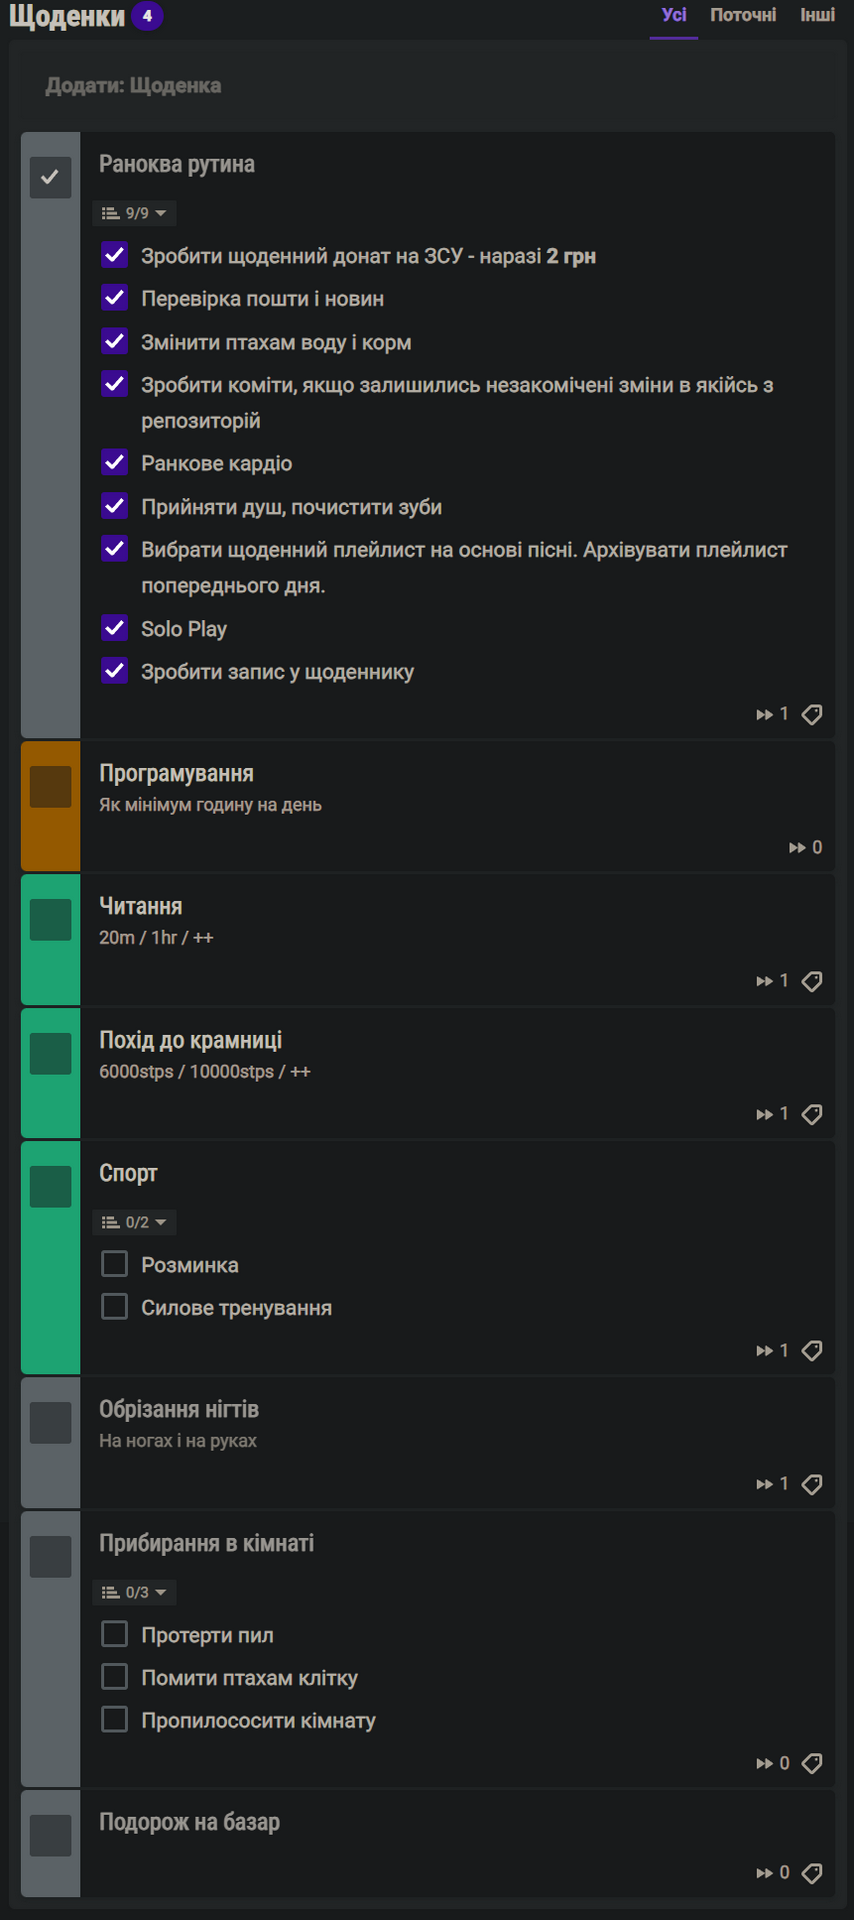 Щоденки 4
Усі Поточні Інші
Додати: Щоденка
Раноква рутина
9/9
Зробити щоденний донат на ЗСУ - наразі 2 грн
Перевірка пошти і новин
Змінити птахам воду і корм
Зробити коміти, якщо залишились незакомічені зміни в якійсь з
репозиторій
Ранкове кардіо
Прийняти душ, почистити зуби
Вибрати щоденний плейлист на основі пісні. Архівувати плейлист
попереднього дня.
Solo Play
Зробити запис у щоденнику
1
Програмування
Як мінімум годину на день
0
Читання
20m / 1hr / ++
1
Похід до крамниці
6000stps / 10000stps / ++
1
Спорт
0/2
Розминка
Силове тренування
1
Обрізання нігтів
На ногах і на руках
1
Прибирання в кімнаті
0/3
Протерти пил
Помити птахам клітку
Пропилососити кімнату
0
Подорож на базар
0